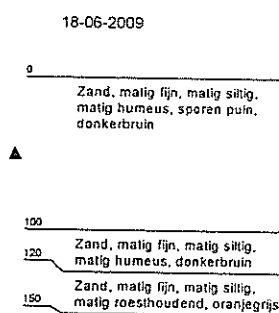 18-06-2009
0
Zand, matig fijn, matig siltig,
matig humeus, sporen puin,
donkerbruin
100
Zand, matig fijn, matig siltig,
120
matig humeus, donkerbruin
Zand, matig fijn, matig siltig,
150
matig roesthoudend, oranjegrijs